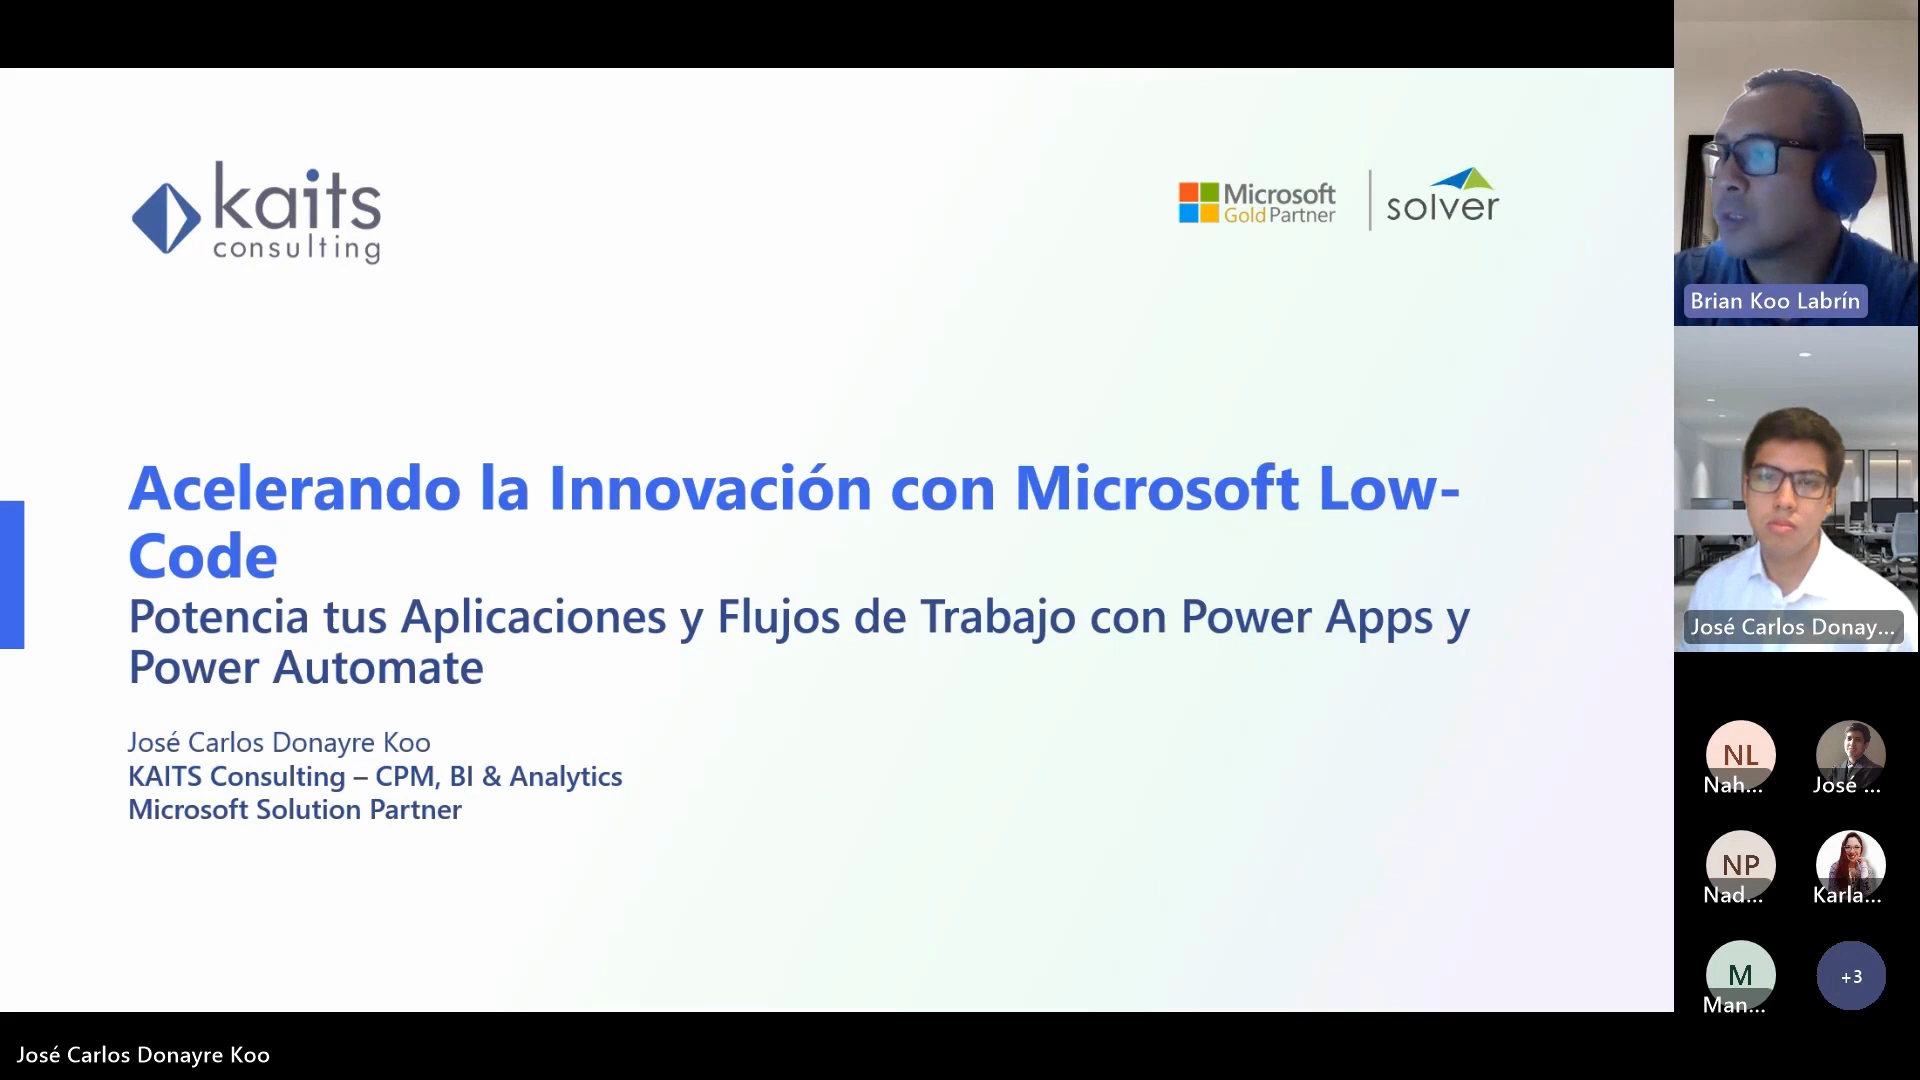 kaits
consulting
Microsoft
Gold Partner
solver
Acelerando la Innovación con Microsoft Low-
Code
Potencia tus Aplicaciones y Flujos de Trabajo con Power Apps y
Power Automate
José Carlos Donayre Koo
KAITS Consulting – CPM, BI & Analytics
Microsoft Solution Partner
Brian Koo Labrín
José Carlos Donay...
NL
Nah...
José ...
NP
Nad...
Karla...
M
Man...
+3
José Carlos Donayre Koo